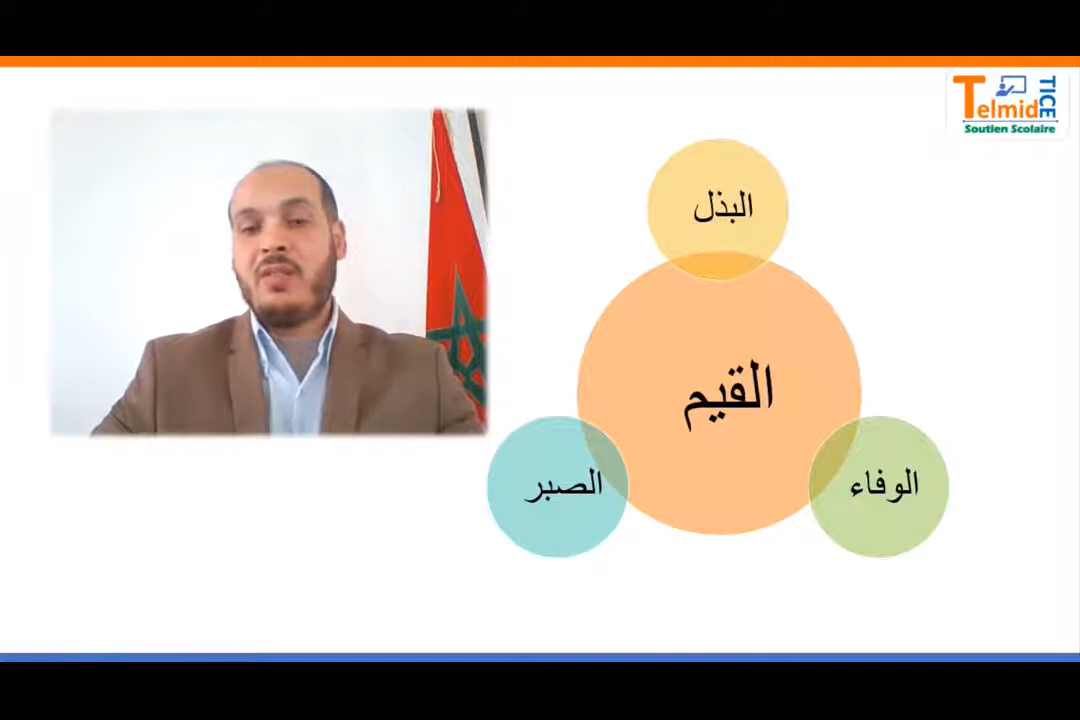 Telmid TICE
Soutien Scolaire
البذل
القيم
الصبر
الوفاء